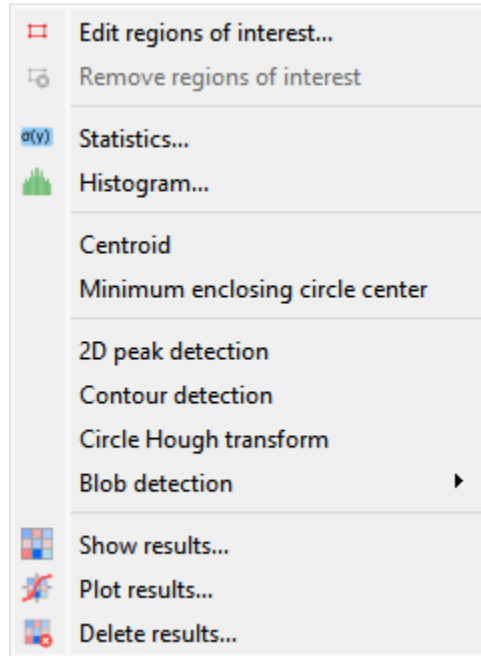 Edit regions of interest...
Remove regions of interest
σ(y) Statistics...
Histogram...
Centroid
Minimum enclosing circle center
2D peak detection
Contour detection
Circle Hough transform
Blob detection
Show results...
Plot results...
Delete results...